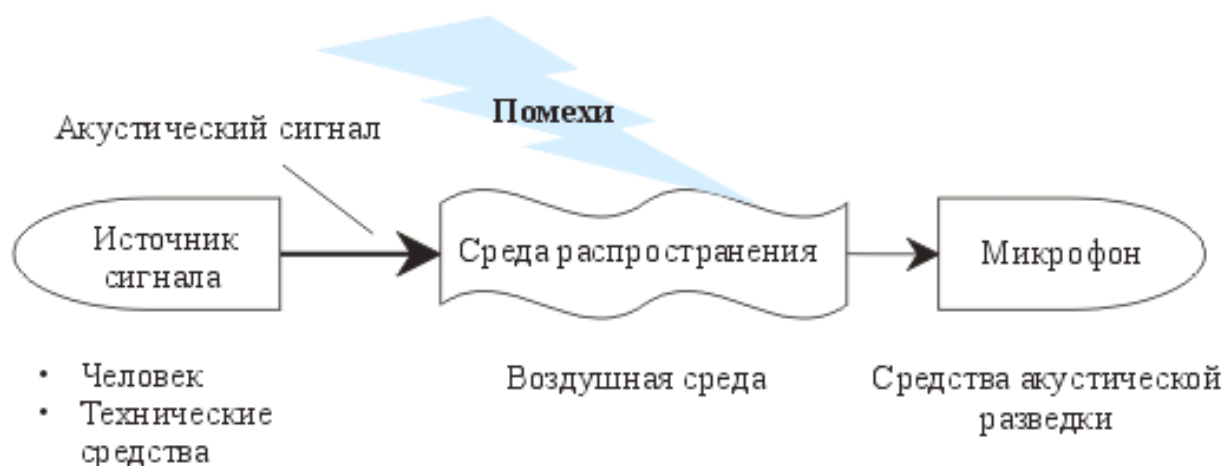 Помехи
Акустический сигнал
Источник
сигнала
Среда распространения
Микрофон
• Человек
• Технические
средства
Воздушная среда
Средства акустической
разведки